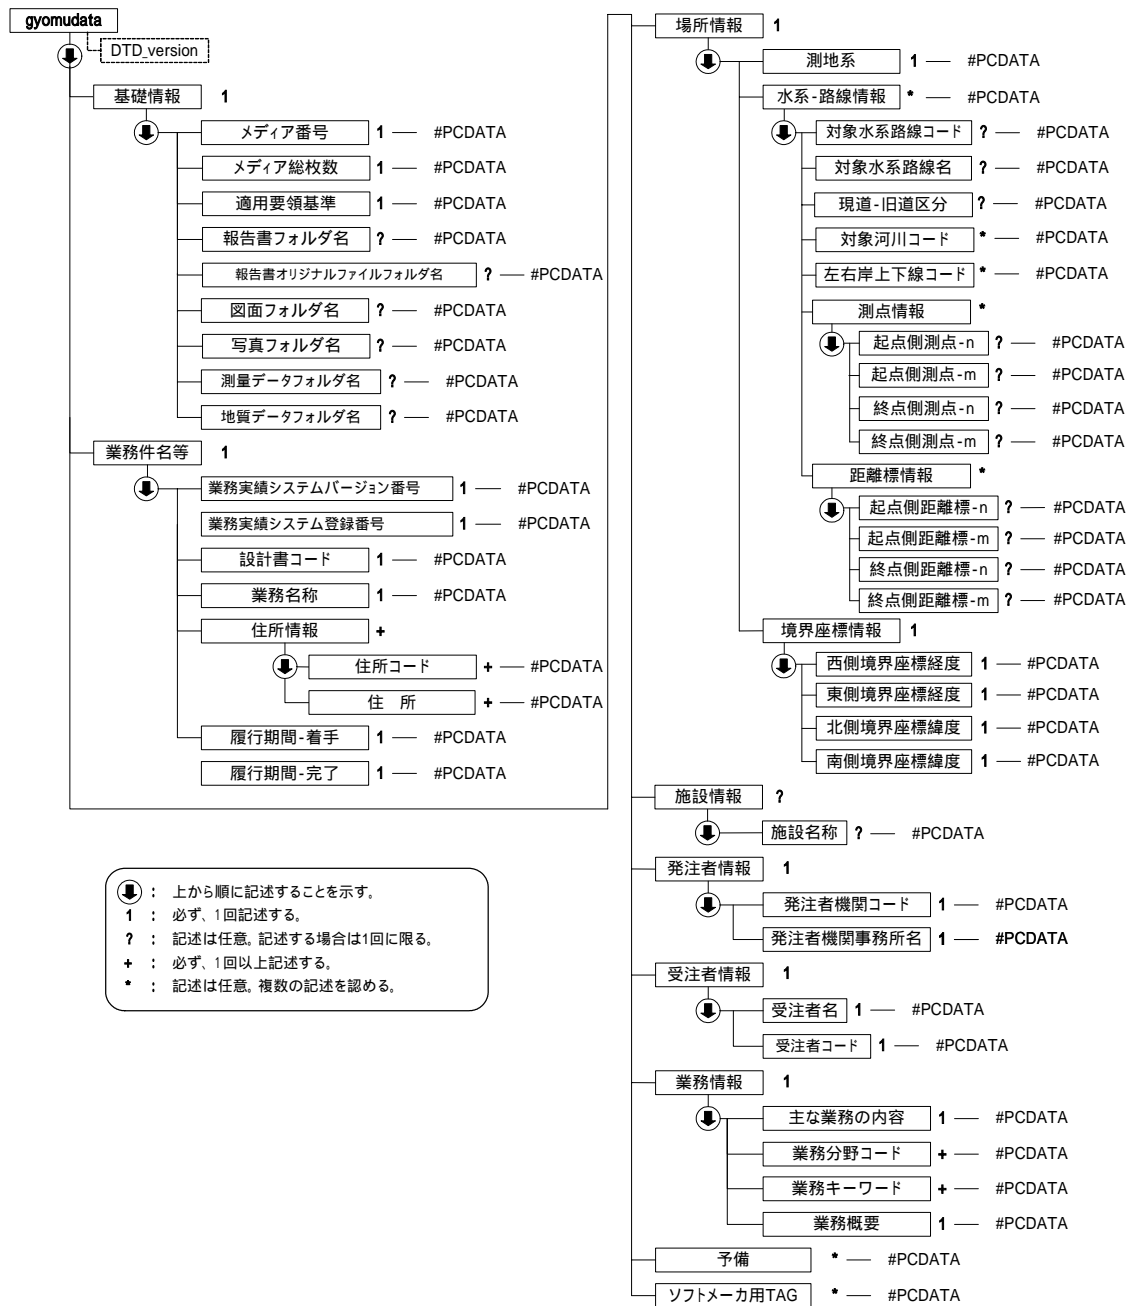 gyomudata
DTD_version
基礎情報 1
メディア番号 1 #PCDATA
メディア総枚数 1 #PCDATA
適用要領基準 1 #PCDATA
報告書フォルダ名 ? #PCDATA
報告書オリジナルファイルフォルダ名 ? #PCDATA
図面フォルダ名 ? #PCDATA
写真フォルダ名 ? #PCDATA
測量データフォルダ名 ? #PCDATA
地質データフォルダ名 ? #PCDATA
業務件名等 1
業務実績システムバージョン番号 1 #PCDATA
業務実績システム登録番号 1 #PCDATA
設計書コード 1 #PCDATA
業務名称 1 #PCDATA
住所情報 +
住所コード + #PCDATA
住 所 + #PCDATA
履行期間-着手 1 #PCDATA
履行期間-完了 1 #PCDATA
： 上から順に記述することを示す。
1 ： 必ず、1回記述する。
? ： 記述は任意。記述する場合は1回に限る。
+ ： 必ず、1回以上記述する。
* ： 記述は任意。複数の記述を認める。
場所情報 1
測地系 1 #PCDATA
水系-路線情報 * #PCDATA
対象水系路線コード ? #PCDATA
対象水系路線名 ? #PCDATA
現道-旧道区分 ? #PCDATA
対象河川コード * #PCDATA
左右岸上下線コード * #PCDATA
測点情報 *
起点側測点-n ? #PCDATA
起点側測点-m ? #PCDATA
終点側測点-n ? #PCDATA
終点側測点-m ? #PCDATA
距離標情報 *
起点側距離標-n ? #PCDATA
起点側距離標-m ? #PCDATA
終点側距離標-n ? #PCDATA
終点側距離標-m ? #PCDATA
境界座標情報 1
西側境界座標経度 1 #PCDATA
東側境界座標経度 1 #PCDATA
北側境界座標緯度 1 #PCDATA
南側境界座標緯度 1 #PCDATA
施設情報 ?
施設名称 ? #PCDATA
発注者情報 1
発注者機関コード 1 #PCDATA
発注者機関事務所名 1 #PCDATA
受注者情報 1
受注者名 1 #PCDATA
受注者コード 1 #PCDATA
業務情報 1
主な業務の内容 1 #PCDATA
業務分野コード + #PCDATA
業務キーワード + #PCDATA
業務概要 1 #PCDATA
予備 * #PCDATA
ソフトメーカ用TAG * #PCDATA